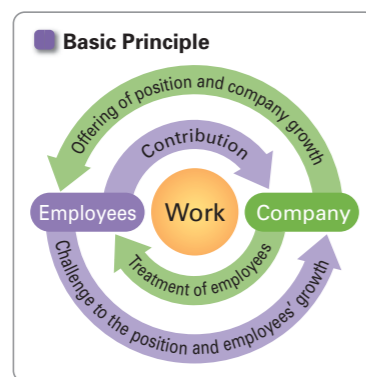 Basic Principle
Offering of position and company growth
Contribution
Employees
Work
Company
Treatment of employees
Challenge to the position and employees' growth